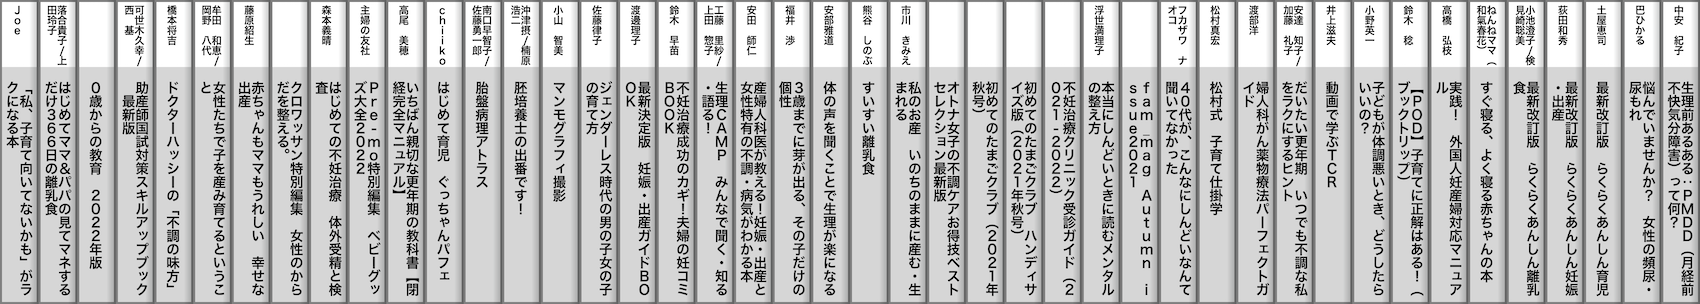 中安　紀子
生理前あるある：ＰＭＤＤ（月経前
不快気分障害）って何？
巴ひかる
悩んでいませんか？　女性の頻尿・
尿もれ
土屋恵司
最新改訂版　らくらくあんしん育児
荻田和秀
最新改訂版　らくらくあんしん妊娠
・出産
小池澄子／検
見崎聡美
最新改訂版　らくらくあんしん離乳
食
ねんねママ（
和氣春花）
すぐ寝る、よく寝る赤ちゃんの本
高橋　弘枝
実践！　外国人妊産婦対応マニュア
ル
鈴木　稔
【ＰＯＤ】子育てに正解はある！（
ブックトリップ）
小野英一
子どもが体調悪いとき、どうしたら
いいの？
井上滋夫
動画で学ぶＴＣＲ
安達　知子／
加藤　礼子
だいたい更年期　いつでも不調な私
をラクにするヒント
渡部洋
婦人科がん薬物療法パーフェクトガ
イド
松村真宏
松村式　子育て仕掛学
フカザワ　ナ
オコ
４０代が、こんなにしんどいなんて
聞いてなかった
ｆａｍ＿ｍａｇ　Ａｕｔｕｍｎ　ｉ
ｓｓｕｅ２０２１
浮世満理子
本当にしんどいときに読むメンタル
の整え方
不妊治療クリニック受診ガイド（２
０２１-２０２２）
初めてのたまごクラブ　ハンディサ
イズ版（２０２１年秋号）
初めてのたまごクラブ（２０２１年
秋号）
オトナ女子の不調ケアお得技ベスト
セレクション最新版
市川　きみえ
私のお産　いのちのままに産む・生
まれる
熊谷　しのぶ
すいすい離乳食
安部雅道
体の声を聞くことで生理が楽になる
福井　渉
３歳までに芽が出る、その子だけの
個性
安田　師仁
産婦人科医が教える！妊娠・出産と
女性特有の不調・病気がわかる本
工藤　里紗／
上田　惣子
生理ＣＡＭＰ　みんなで聞く・知る
・語る！
鈴木　早苗
不妊治療成功のカギ！夫婦の妊コミ
ＢＯＯＫ
渡邊理子
最新決定版　妊娠・出産ガイドＢＯ
ＯＫ
佐藤律子
ジェンダーレス時代の男の子女の子
の育て方
小山　智美
マンモグラフィ撮影
沖津摂／楠原
浩二
胚培養士の出番です！
南口早智子／
佐藤勇一郎
胎盤病理アトラス
ｃｈｉｉｋｏ
はじめて育児　ぐっちゃんパフェ
高尾　美穂
いちばん親切な更年期の教科書【閉
経完全マニュアル】
主婦の友社
Ｐｒｅ-ｍｏ特別編集　ベビーグッ
ズ大全２０２２
森本義晴
はじめての不妊治療　体外受精と検
査
クロワッサン特別編集　女性のから
だを整える。
藤原紹生
赤ちゃんもママもうれしい　幸せな
出産
牟田　和恵／
岡野　八代
女性たちで子を産み育てるというこ
と
橋本将吉
ドクターハッシーの「不調の味方」
可世木久幸／
西　基
助産師国試対策スキルアップブック
　最新版
０歳からの教育　２０２２年版
落合貴子／上
田玲子
はじめてママ＆パパの見てマネする
だけ３６６日の離乳食
Ｊｏｅ
「私、子育て向いてないかも」がラ
クになる本